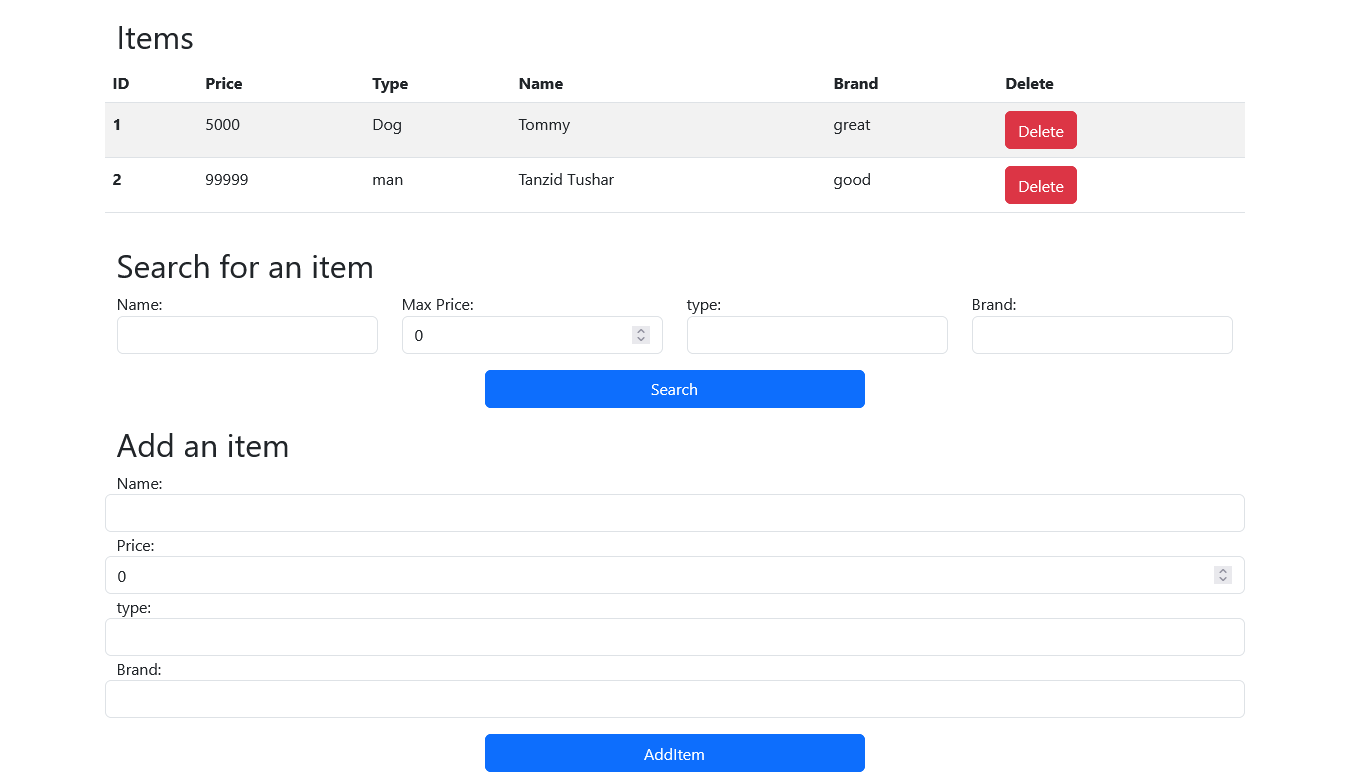 Items
ID Price Type Name Brand Delete
1 5000 Dog Tommy great Delete
2 99999 man Tanzid Tushar good Delete
Search for an item
Name: Max Price: type: Brand:
0
Search
Add an item
Name:
Price:
0
type:
Brand:
AddItem